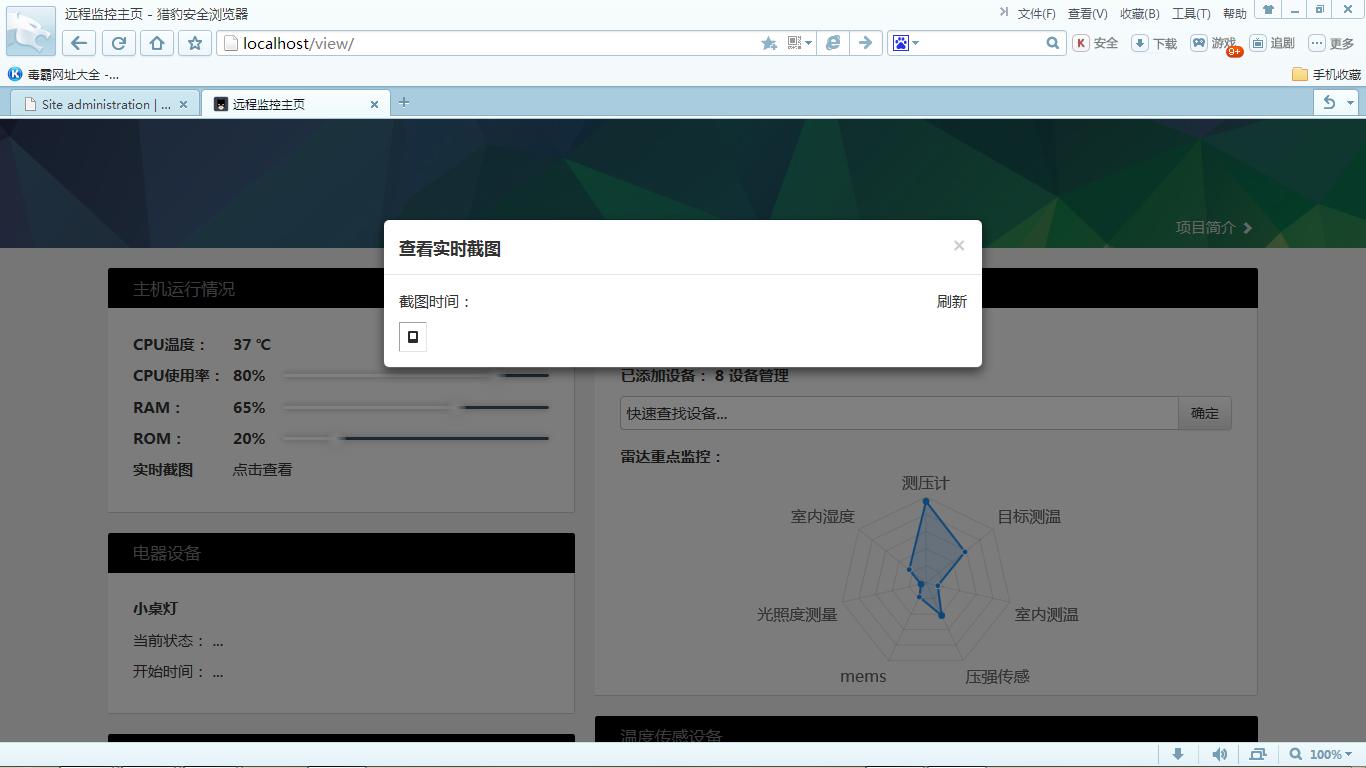 远程监控主页 - 猎豹安全浏览器
文件(F) 查看(V) 收藏(B) 工具(T) 帮助
localhost/view/
安全 下载 游戏 9+ 追剧 更多
毒霸网址大全 -...
手机收藏
Site administration | ...
远程监控主页
项目简介
查看实时截图
×
截图时间：
刷新
主机运行情况
CPU温度： 37 ℃
CPU使用率： 80%
RAM： 65%
ROM： 20%
实时截图 点击查看
已添加设备： 8 设备管理
快速查找设备...
确定
雷达重点监控：
测压计
室内湿度
目标测温
光照度测量
室内测温
mems
压强传感
电器设备
小桌灯
当前状态： ...
开始时间： ...
温度传感设备
100%